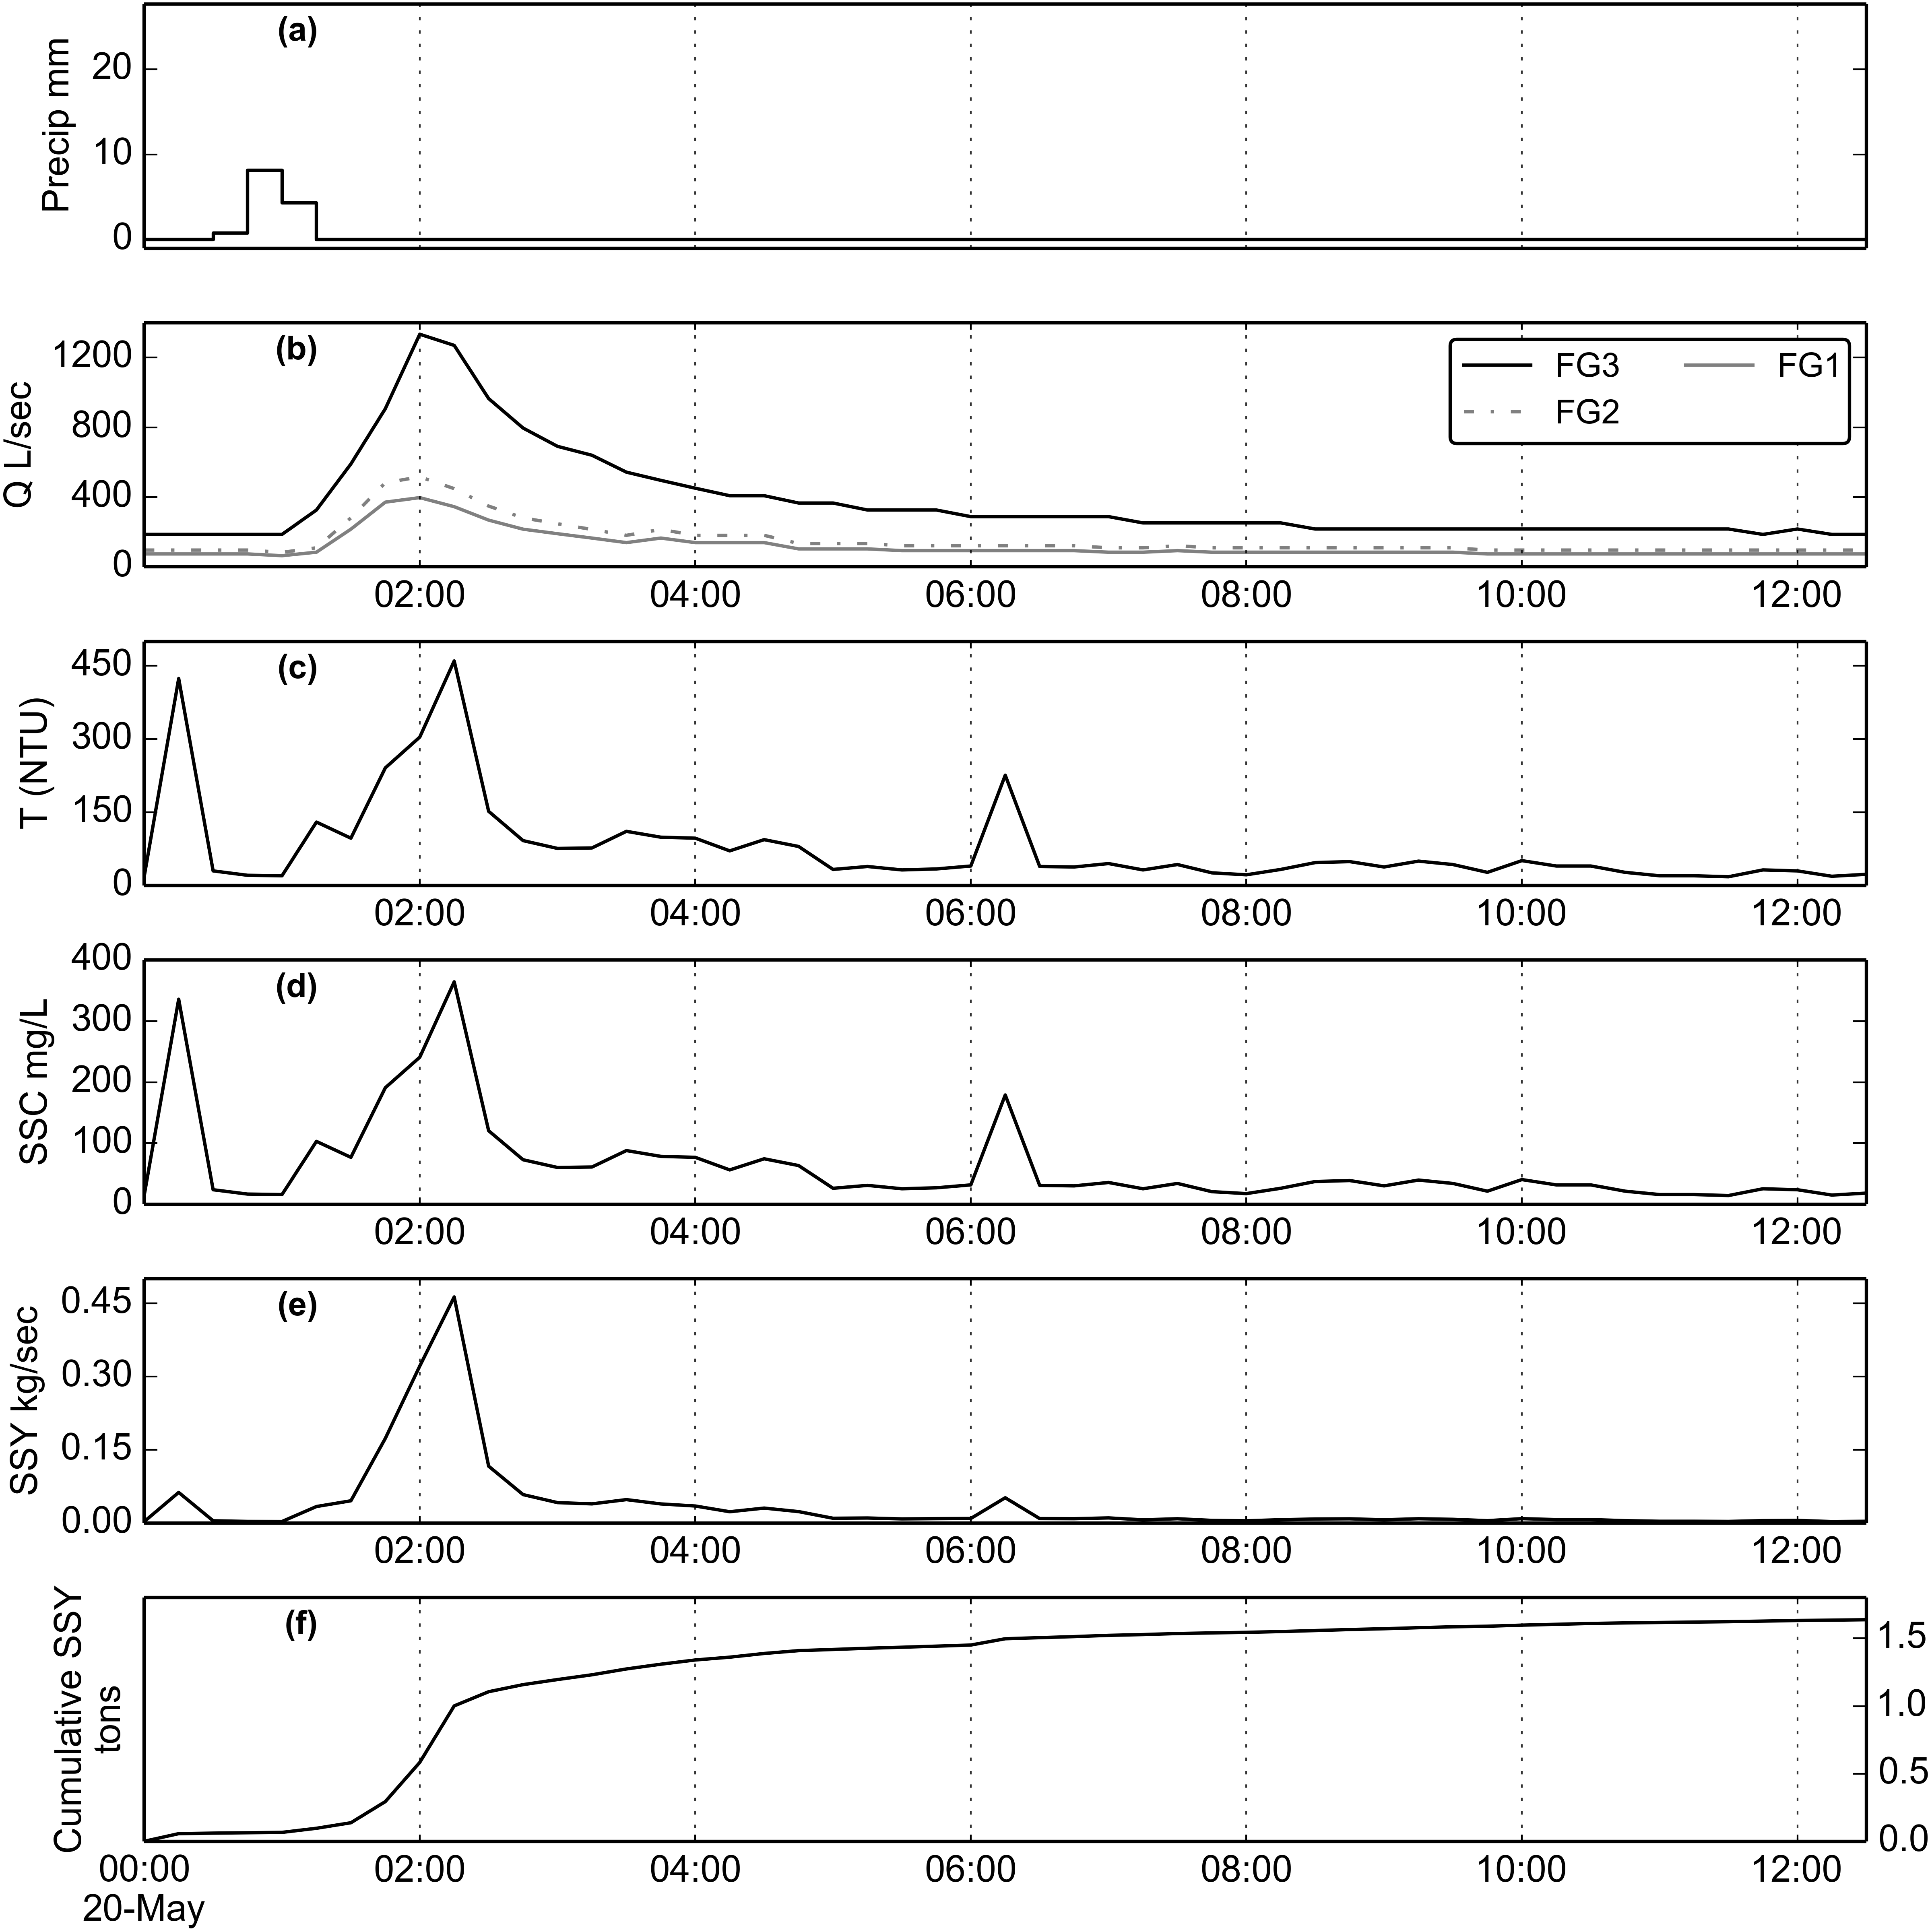 (a)
Precip mm
20
10
0
(b)
Q L/sec
1200
800
400
0
FG3 FG1
FG2
02:00 04:00 06:00 08:00 10:00 12:00
(c)
T (NTU)
450
300
150
0
02:00 04:00 06:00 08:00 10:00 12:00
(d)
SSC mg/L
400
300
200
100
0
02:00 04:00 06:00 08:00 10:00 12:00
(e)
SSY kg/sec
0.45
0.30
0.15
0.00
02:00 04:00 06:00 08:00 10:00 12:00
(f)
Cumulative SSY
tons
1.5
1.0
0.5
0.0
00:00 02:00 04:00 06:00 08:00 10:00 12:00
20-May